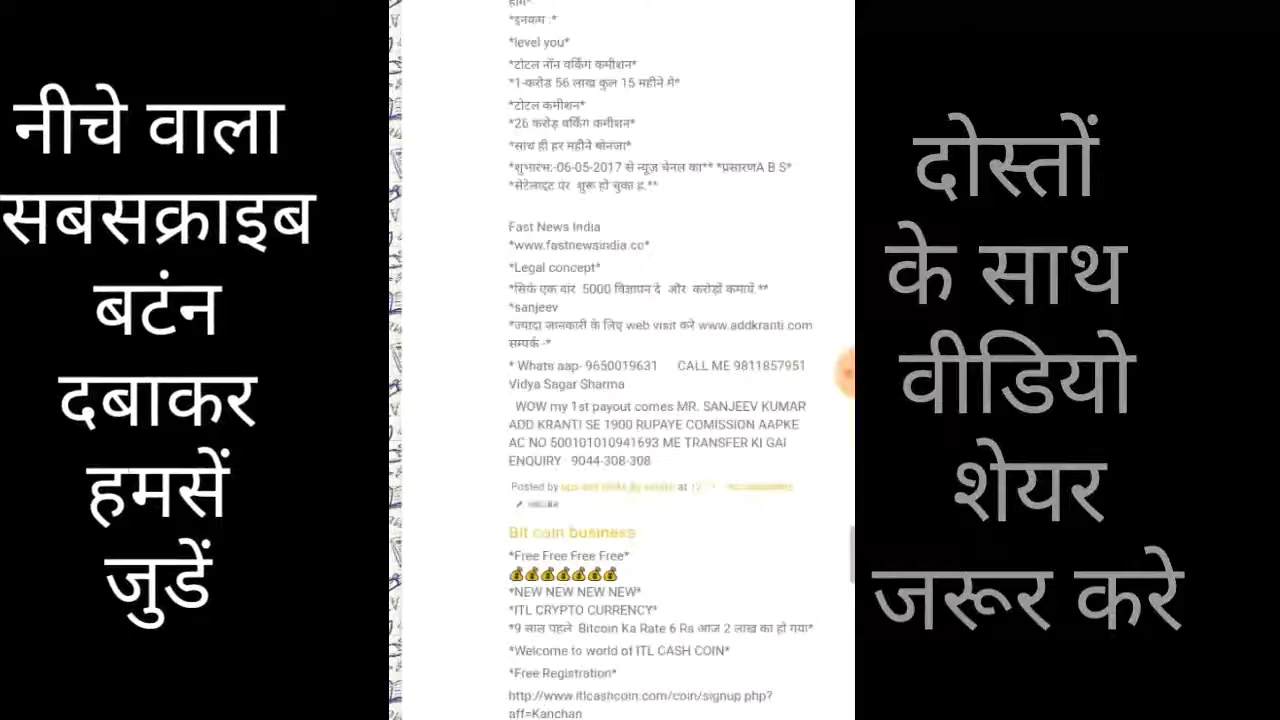 नीचे वाला
सबसक्राइब
बटंन
दबाकर
हमसें
जुडें
*इनकम :*
*level you*
*टोटल नॉन वर्किंग कमीशन*
*1-करोड 56 लाख कुल 15 महीने में*
*टोटल कमीशन*
*26 करोड़ वर्किंग कमीशन*
*साथ ही हर महीने बोनजा*
*शुभारंभ:-06-05-2017 से न्यूज़ चेनल का** *प्रसारणA B S*
*सेटेलाइट पर शुरू हो चुका ह.**
Fast News India
*www.fastnewsindia.co*
*Legal concept*
*सिर्फ एक बार 5000 विज्ञापन दे और करोड़ों कमायें.**
*sanjeev
*ज्यादा जानकारी के लिए web visit करे www.addkranti.com
सम्पर्क :-*
* Whats aap- 9650019631 CALL ME 9811857951
Vidya Sagar Sharma
WOW my 1st payout comes MR. SANJEEV KUMAR
ADD KRANTI SE 1900 RUPAYE COMISSION AAPKE
AC NO 500101010941693 ME TRANSFER KI GAI
ENQUIRY 9044-308-308
Posted by at
Bit coin business
*Free Free Free Free*
*NEW NEW NEW NEW*
*ITL CRYPTO CURRENCY*
*9 साल पहले Bitcoin Ka Rate 6 Rs आज 2 लाख का हो गया*
*Welcome to world of ITL CASH COIN*
*Free Registration*
http://www.itlcashcoin.com/coin/signup.php?
aff=Kanchan
दोस्तों
के साथ
वीडियो
शेयर
जरूर करे